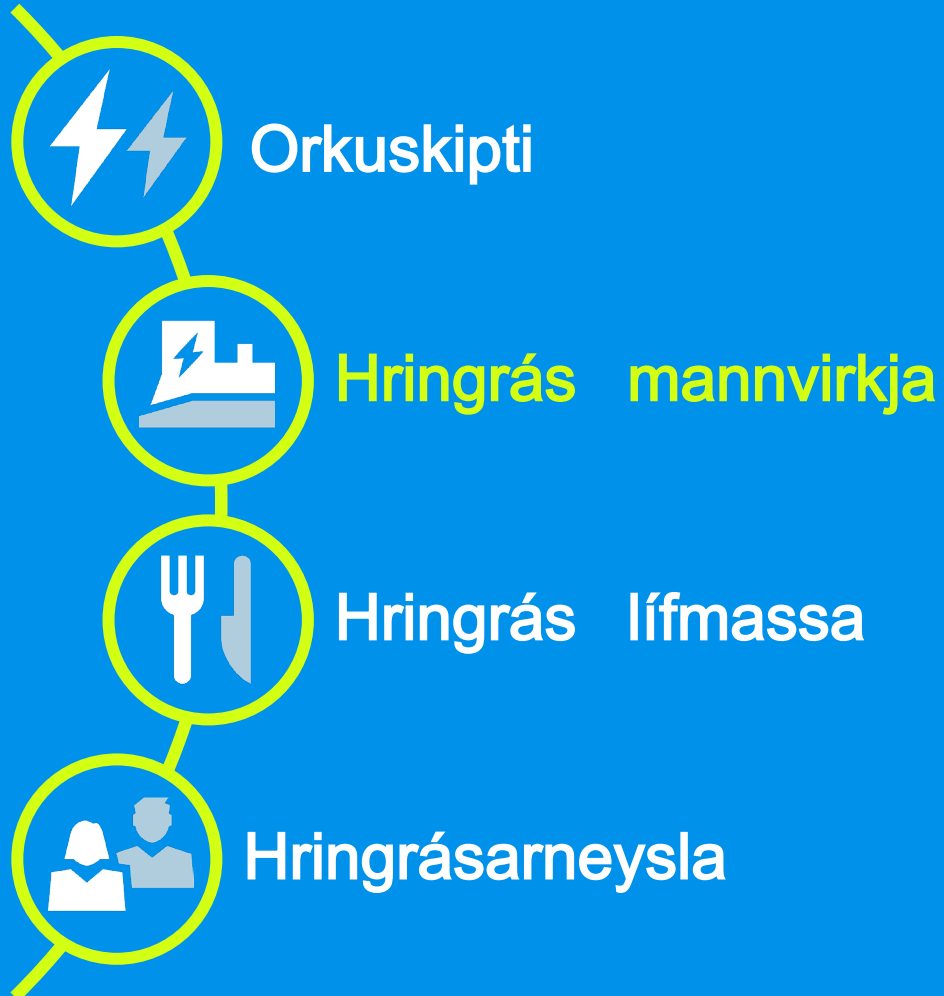 Orkuskipti
Hringrás mannvirkja
Hringrás lífmassa
Hringrásarneysla